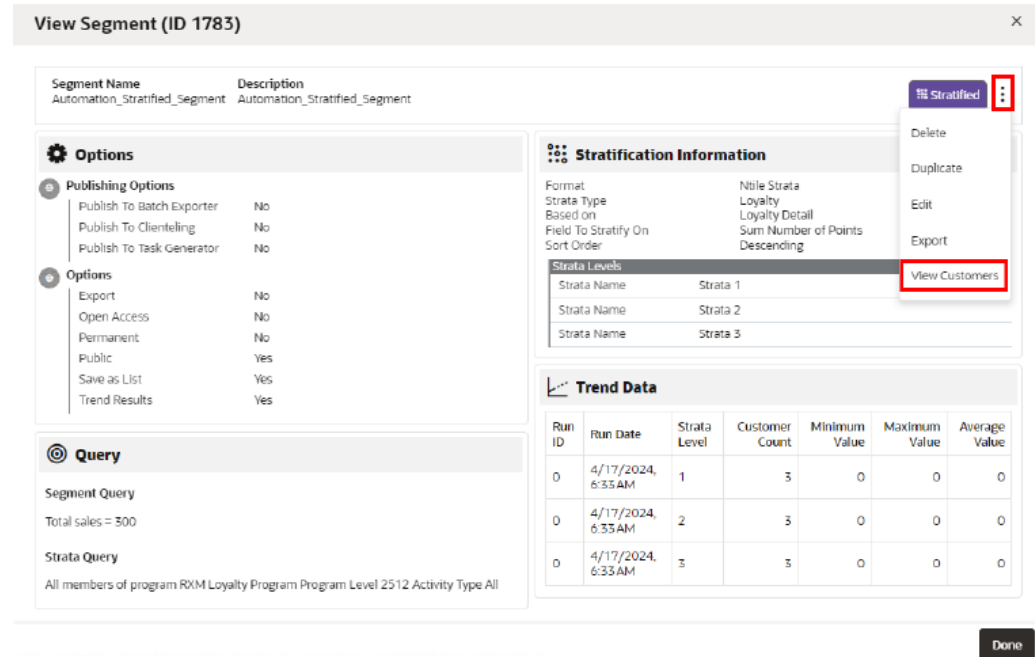 View Segment (ID 1783)
×
Segment Name Description
Automation_Stratified_Segment Automation_Stratified_Segment
Stratified
Delete
Duplicate
Edit
Export
View Customers
Options
Publishing Options
Publish To Batch Exporter No
Publish To Clienteling No
Publish To Task Generator No
Options
Export No
Open Access No
Permanent No
Public Yes
Save as List Yes
Trend Results Yes
Query
Segment Query
Total sales = 300
Strata Query
All members of program RXM Loyalty Program Program Level 2512 Activity Type All
Stratification Information
Format Ntile Strata
Strata Type Loyalty
Based on Loyalty Detail
Field To Stratify On Sum Number of Points
Sort Order Descending
Strata Levels
Strata Name Strata 1
Strata Name Strata 2
Strata Name Strata 3
Trend Data
Run ID Run Date Strata Level Customer Count Minimum Value Maximum Value Average Value
0 4/17/2024, 6:33 AM 1 3 0 0 0
0 4/17/2024, 6:33 AM 2 3 0 0 0
0 4/17/2024, 6:33 AM 3 3 0 0 0
Done